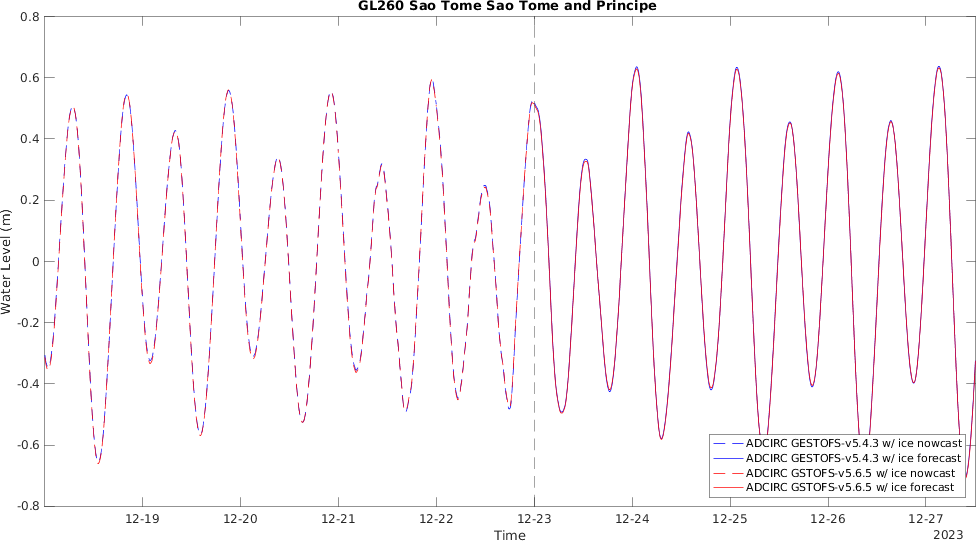 GL260 Sao Tome Sao Tome and Principe
0.8
0.6
0.4
0.2
0
-0.2
-0.4
-0.6
-0.8
Water Level (m)
ADCIRC GESTOFS-v5.4.3 w/ ice nowcast
ADCIRC GESTOFS-v5.4.3 w/ ice forecast
ADCIRC GSTOFS-v5.6.5 w/ ice nowcast
ADCIRC GSTOFS-v5.6.5 w/ ice forecast
12-19 12-20 12-21 12-22 12-23 12-24 12-25 12-26 12-27
Time
2023